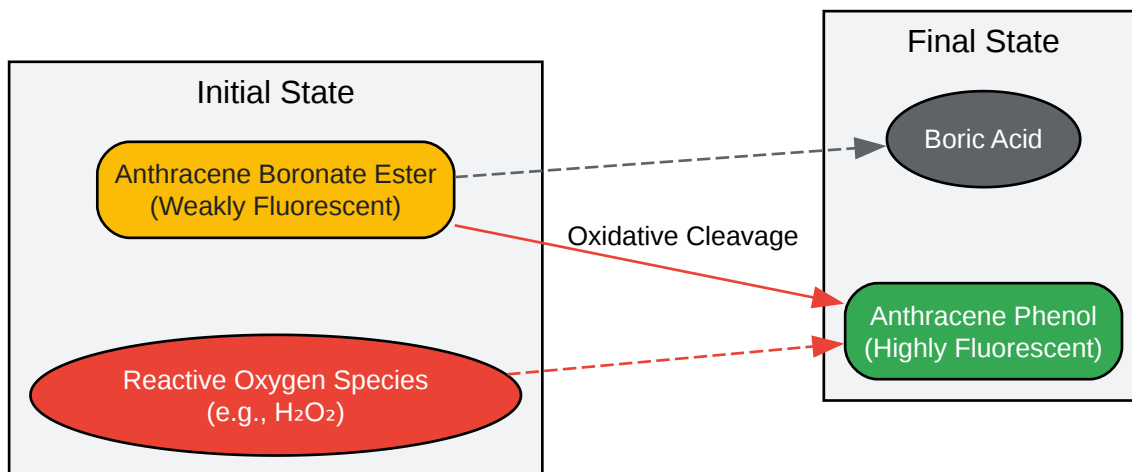 Initial State
Anthracene Boronate Ester
(Weakly Fluorescent)
Reactive Oxygen Species
(e.g., H₂O₂)
Oxidative Cleavage
Final State
Boric Acid
Anthracene Phenol
(Highly Fluorescent)